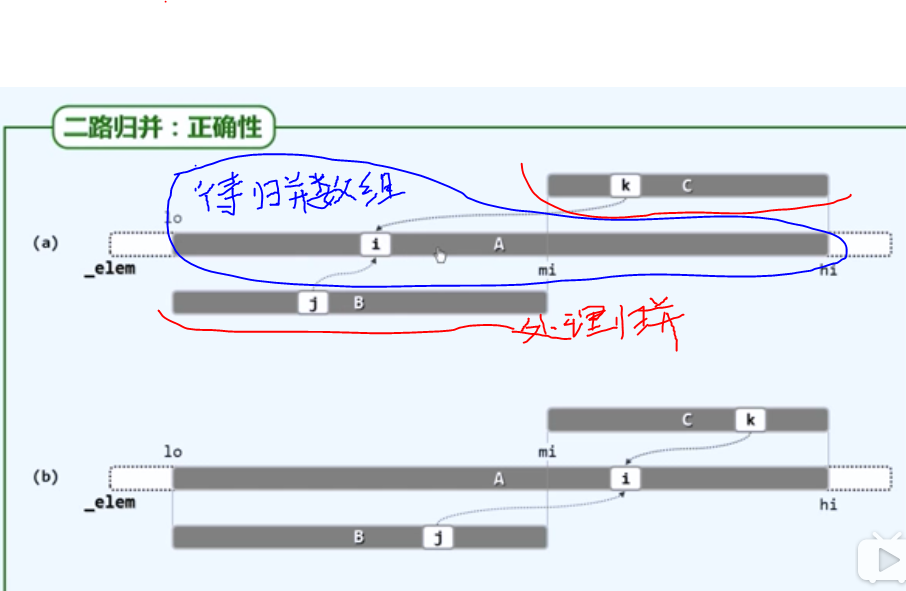 二路归并：正确性
待归并数组
k C
lo
(a) i A
_elem mi hi
j B
处理归并
C k
lo mi
(b) A i
_elem hi
B j